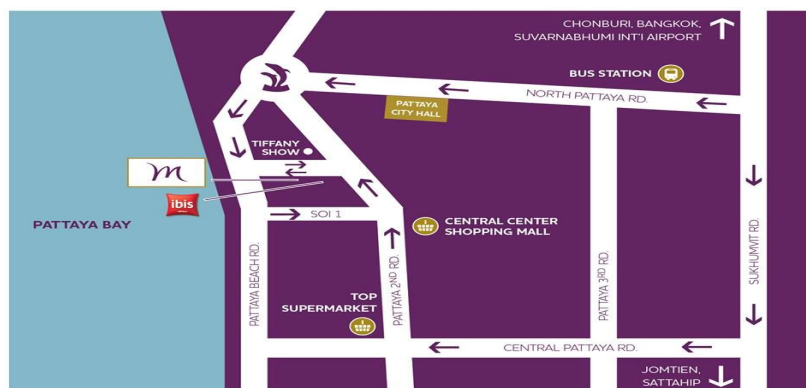 CHONBURI, BANGKOK,
SUVARNABHUMI INT'I AIRPORT
BUS STATION
NORTH PATTAYA RD.
PATTAYA
CITY HALL
TIFFANY
SHOW
m
ibis
SOI 1
PATTAYA BAY
CENTRAL CENTER
SHOPPING MALL
PATTAYA BEACH RD.
PATTAYA 2ND RD.
PATTAYA 3RD RD.
SUKHUMVIT RD.
TOP
SUPERMARKET
CENTRAL PATTAYA RD.
JOMTIEN,
SATTAHIP